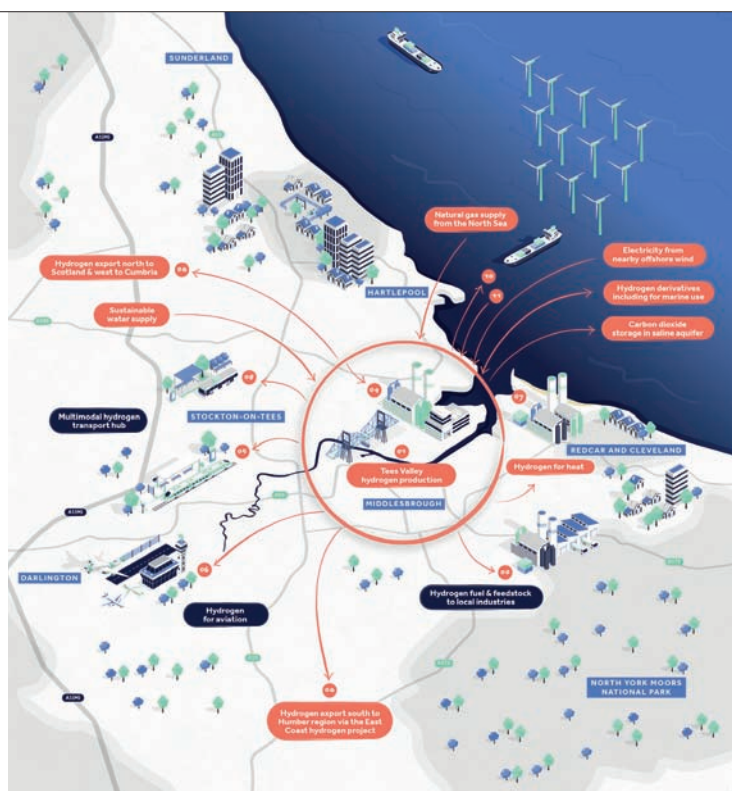 SUNDERLAND
A1(M)
Natural gas supply
from the North Sea
Electricity from
nearby offshore wind
Hydrogen export north to
Scotland & west to Cumbria
Hydrogen derivatives
including for marine use
HARTLEPOOL
Sustainable
water supply
Carbon dioxide
storage in saline aquifer
STOCKTON-ON-TEES
Multimodal hydrogen
transport hub
07
REDCAR AND CLEVELAND
Tees Valley
hydrogen production
Hydrogen for heat
MIDDLESBROUGH
A1(M)
DARLINGTON
Hydrogen
for aviation
Hydrogen fuel & feedstock
to local industries
NORTH YORK MOORS
NATIONAL PARK
A1(M)
Hydrogen export south to
Humber region via the East
Coast hydrogen project